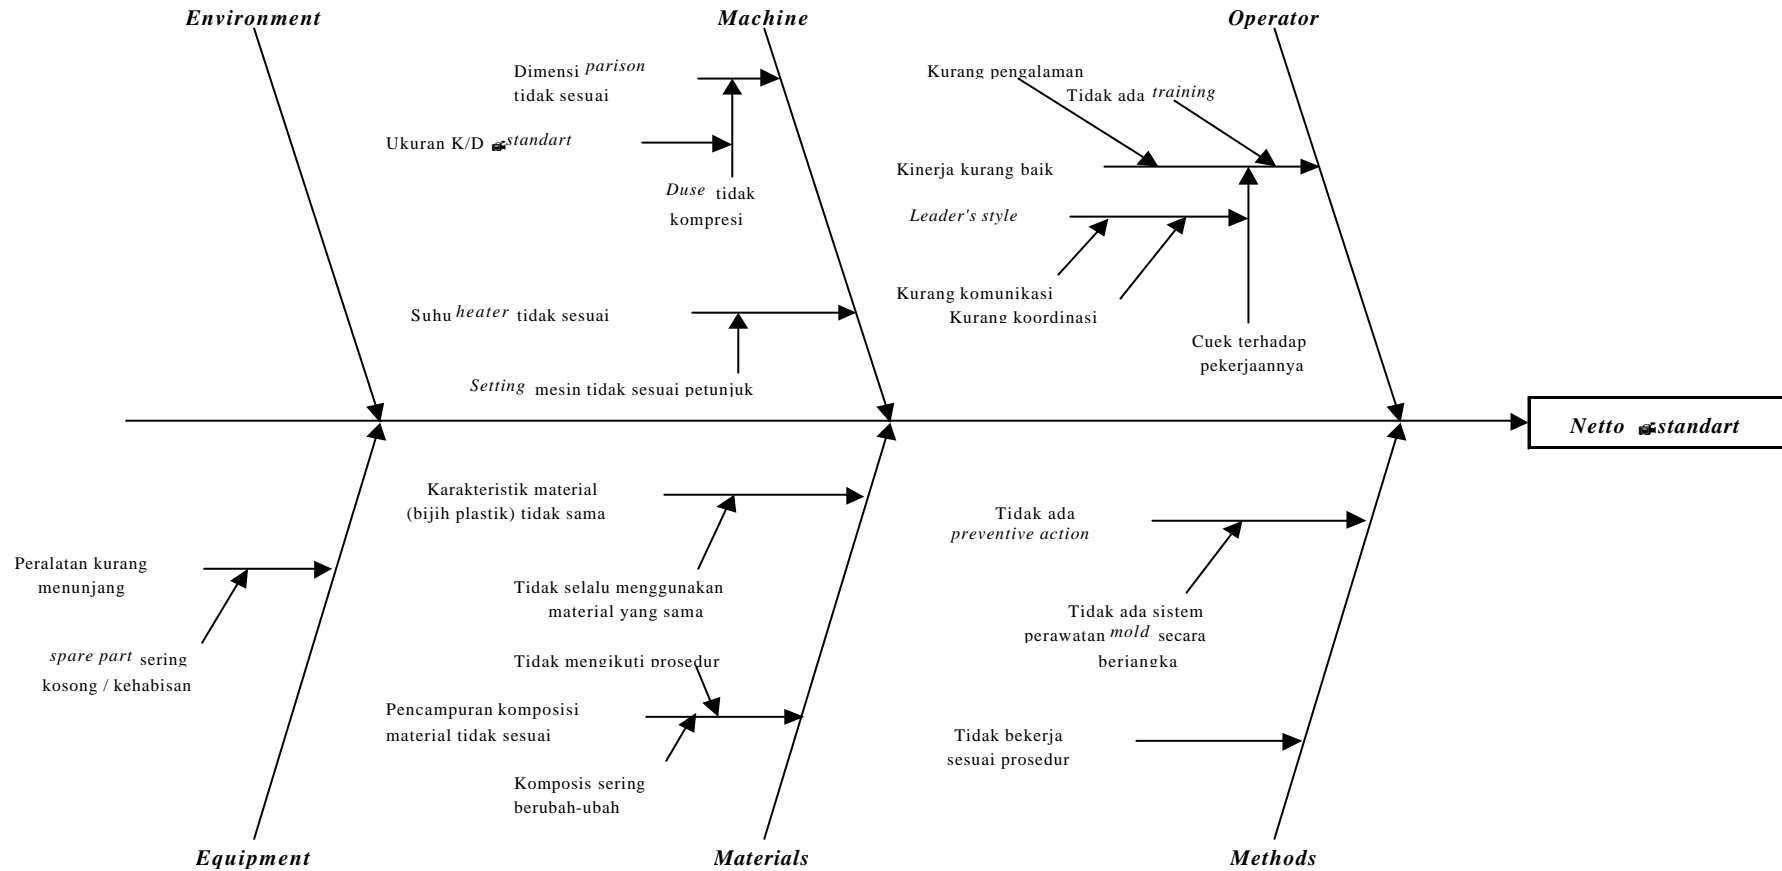 Environment
Machine
Operator
Dimensi parison
tidak sesuai
Ukuran K/D standart
Duse tidak
kompresi
Kurang pengalaman
Tidak ada training
Kinerja kurang baik
Leader's style
Kurang komunikasi
Kurang koordinasi
Cuek terhadap
pekerjaannya
Suhu heater tidak sesuai
Setting mesin tidak sesuai petunjuk
Netto standart
Karakteristik material
(bijih plastik) tidak sama
Tidak selalu menggunakan
material yang sama
Tidak mengikuti prosedur
Pencampuran komposisi
material tidak sesuai
Komposis sering
berubah-ubah
Peralatan kurang
menunjang
spare part sering
kosong / kehabisan
Tidak ada
preventive action
Tidak ada sistem
perawatan mold secara
berjangka
Tidak bekerja
sesuai prosedur
Equipment
Materials
Methods